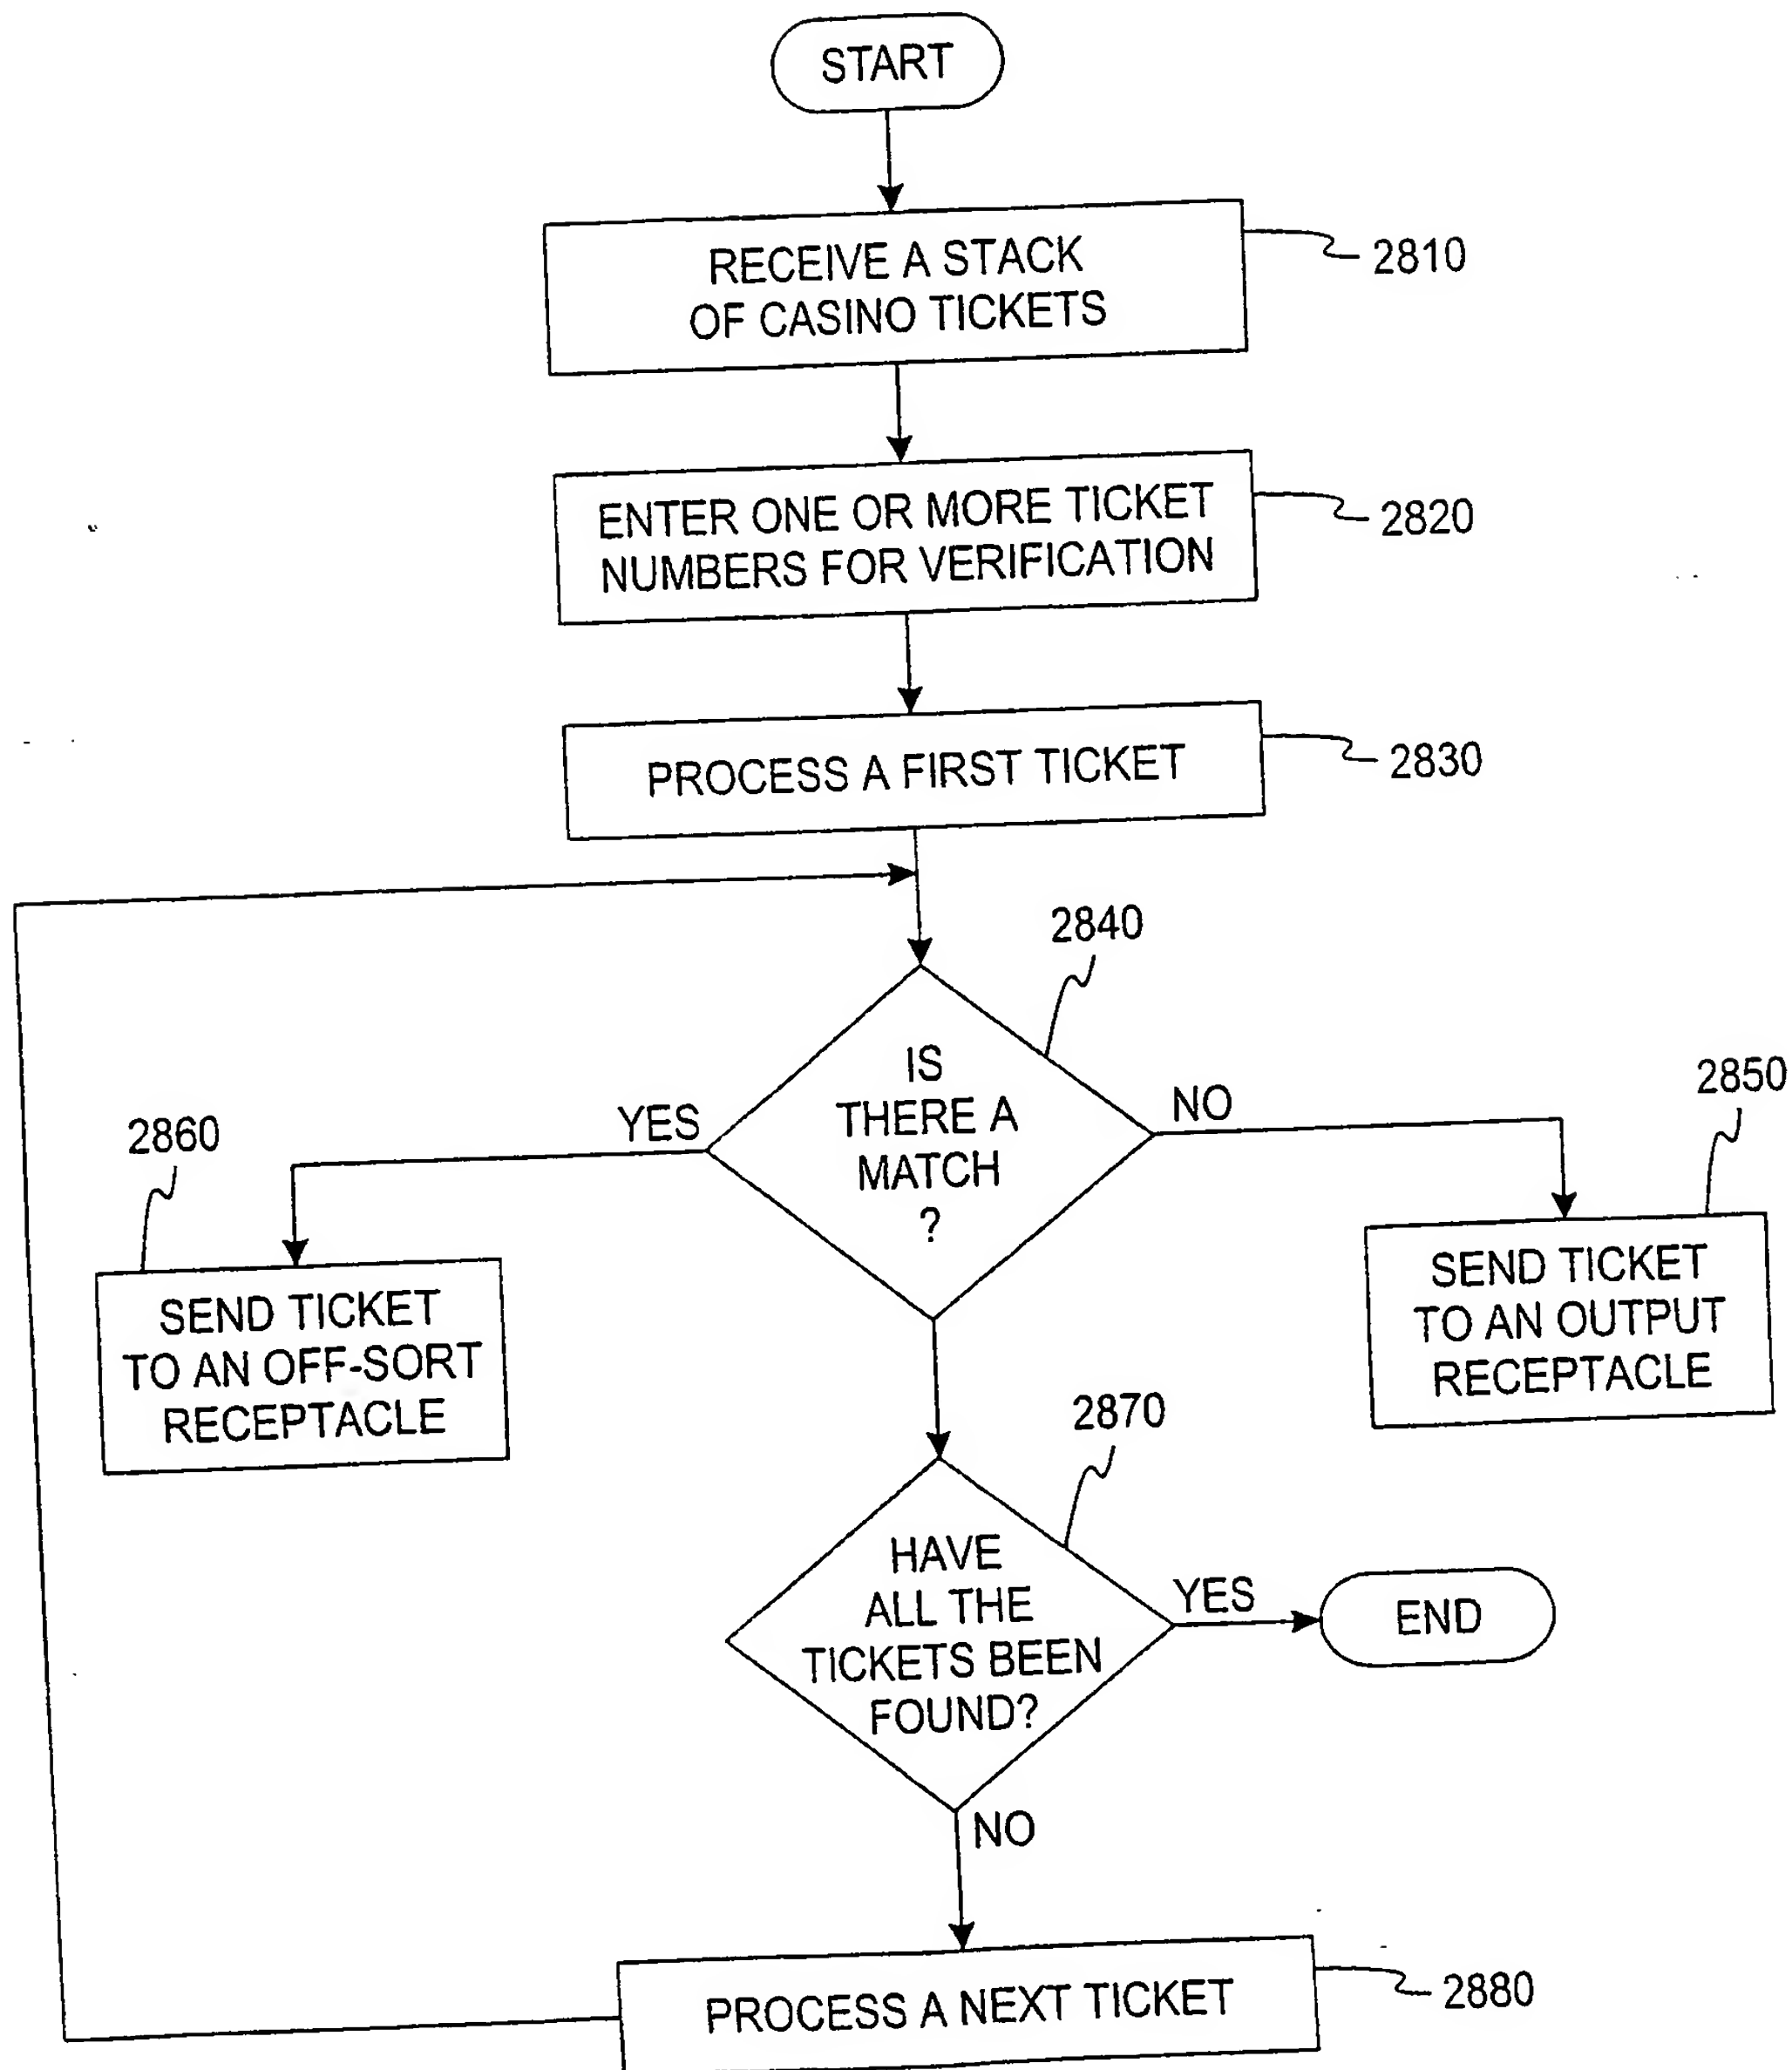 START
RECEIVE A STACK
OF CASINO TICKETS
2810
ENTER ONE OR MORE TICKET
NUMBERS FOR VERIFICATION
2820
PROCESS A FIRST TICKET
2830
2840
IS
THERE A
MATCH
?
YES
NO
2860
SEND TICKET
TO AN OFF-SORT
RECEPTACLE
2850
SEND TICKET
TO AN OUTPUT
RECEPTACLE
2870
HAVE
ALL THE
TICKETS BEEN
FOUND?
YES
END
NO
PROCESS A NEXT TICKET
2880